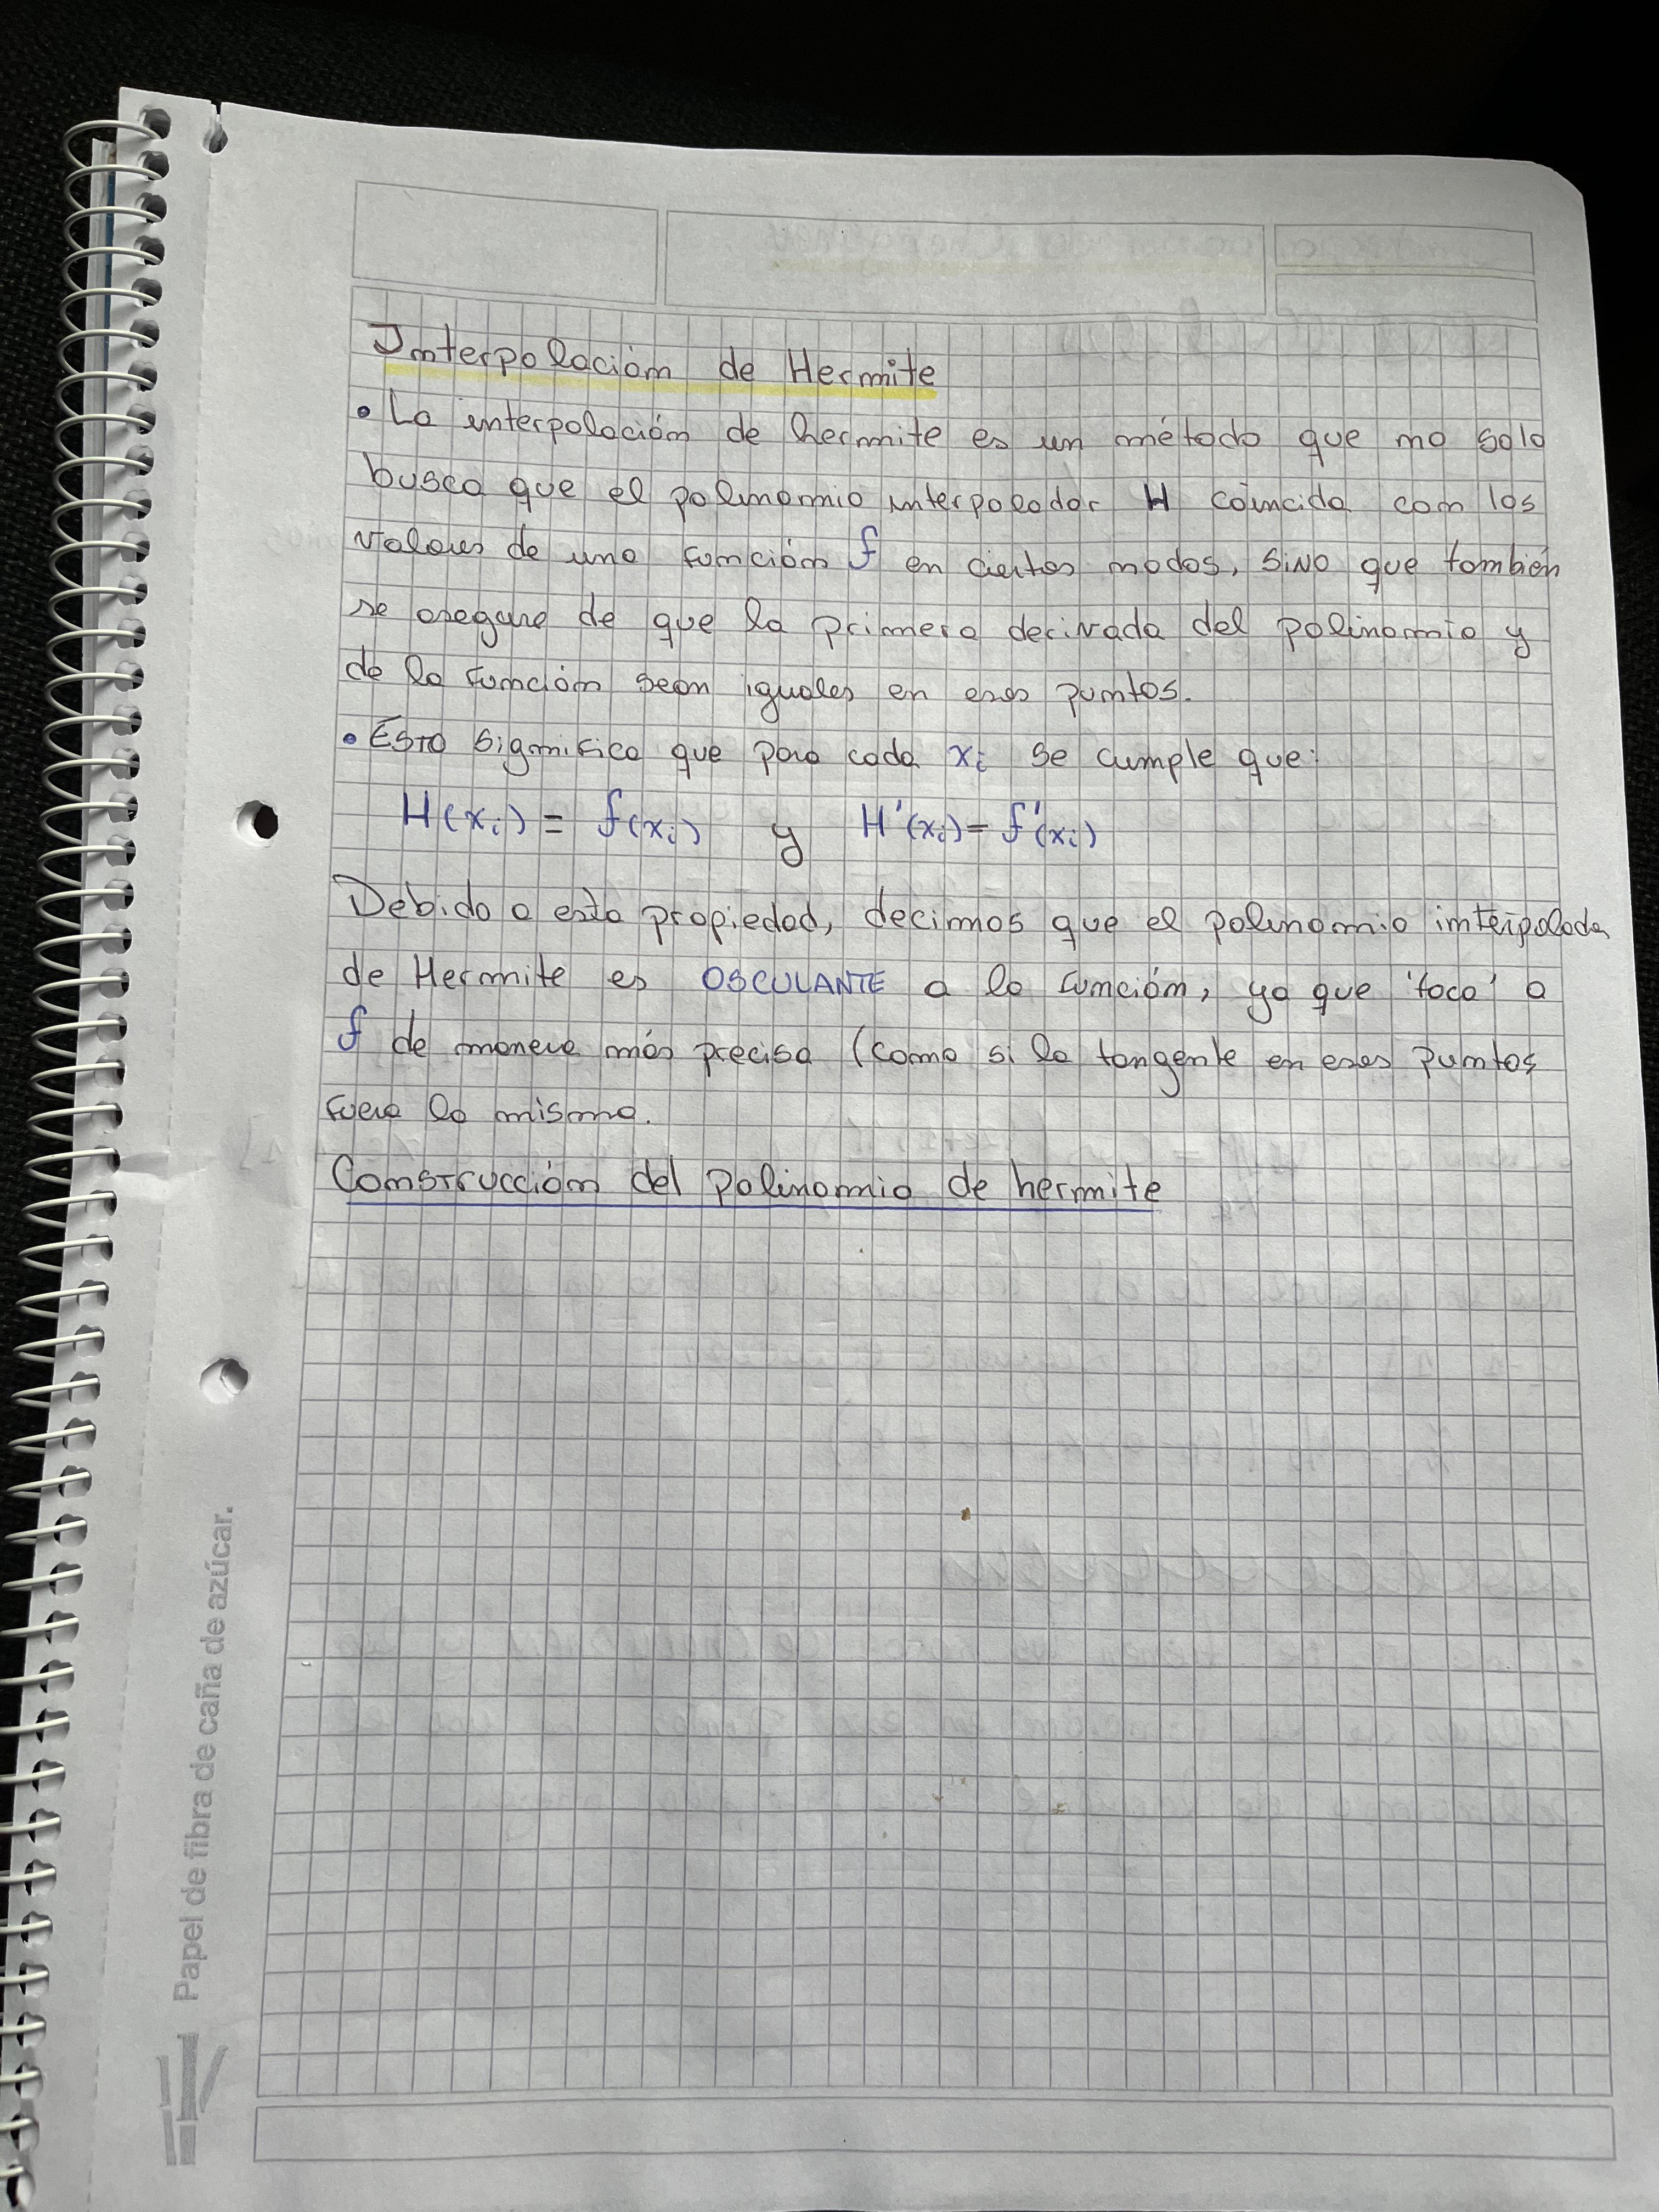 Interpolación de Hermite
• La interpolación de hermite es un método que no solo
busca que el polinomio interpolador H coincida con los
valores de una función f en ciertos nodos, sino que también
se asegura de que la primera derivada del polinomio y
de la función sean iguales en esos puntos.
• Esto significa que para cada xi se cumple que:
H(xi) = f(xi) y H'(xi) = f'(xi)
Debido a esta propiedad, decimos que el polinomio interpolador
de Hermite es OSCULANTE a la función, ya que 'toca' a
f de manera más precisa (como si la tangente en esos puntos
fuera la misma.
Construcción del polinomio de hermite
Papel de fibra de caña de azúcar.